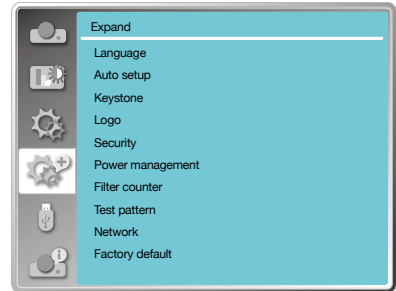 Expand
Language
Auto setup
Keystone
Logo
Security
Power management
Filter counter
Test pattern
Network
Factory default